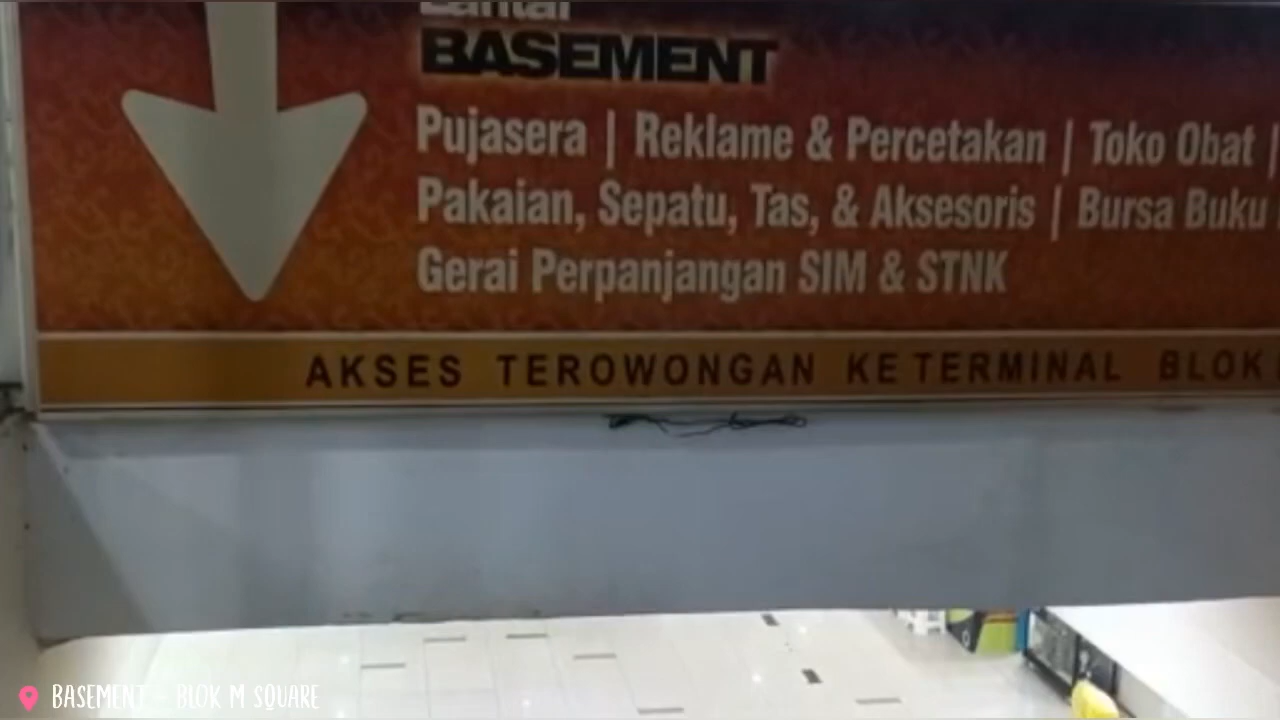 Lantai
BASEMENT
Pujasera | Reklame & Percetakan | Toko Obat |
Pakaian, Sepatu, Tas, & Aksesoris | Bursa Buku
Gerai Perpanjangan SIM & STNK
AKSES TEROWONGAN KE TERMINAL BLOK
BASEMENT - BLOK M SQUARE